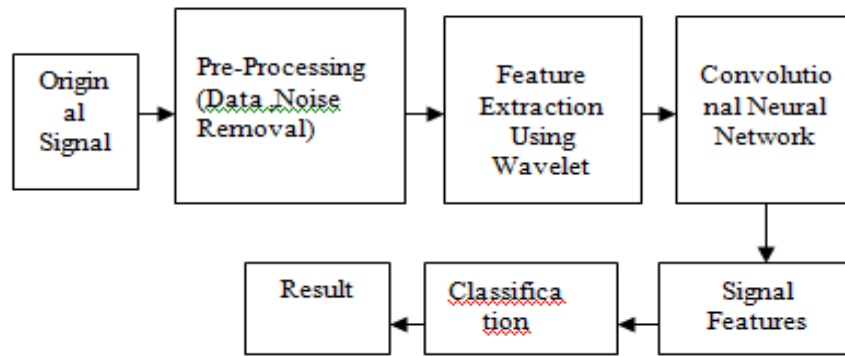 Origin
al
Signal
Pre-Processing
(Data ,Noise
Removal)
Feature
Extraction
Using
Wavelet
Convolutio
nal Neural
Network
Signal
Features
Classifica
tion
Result